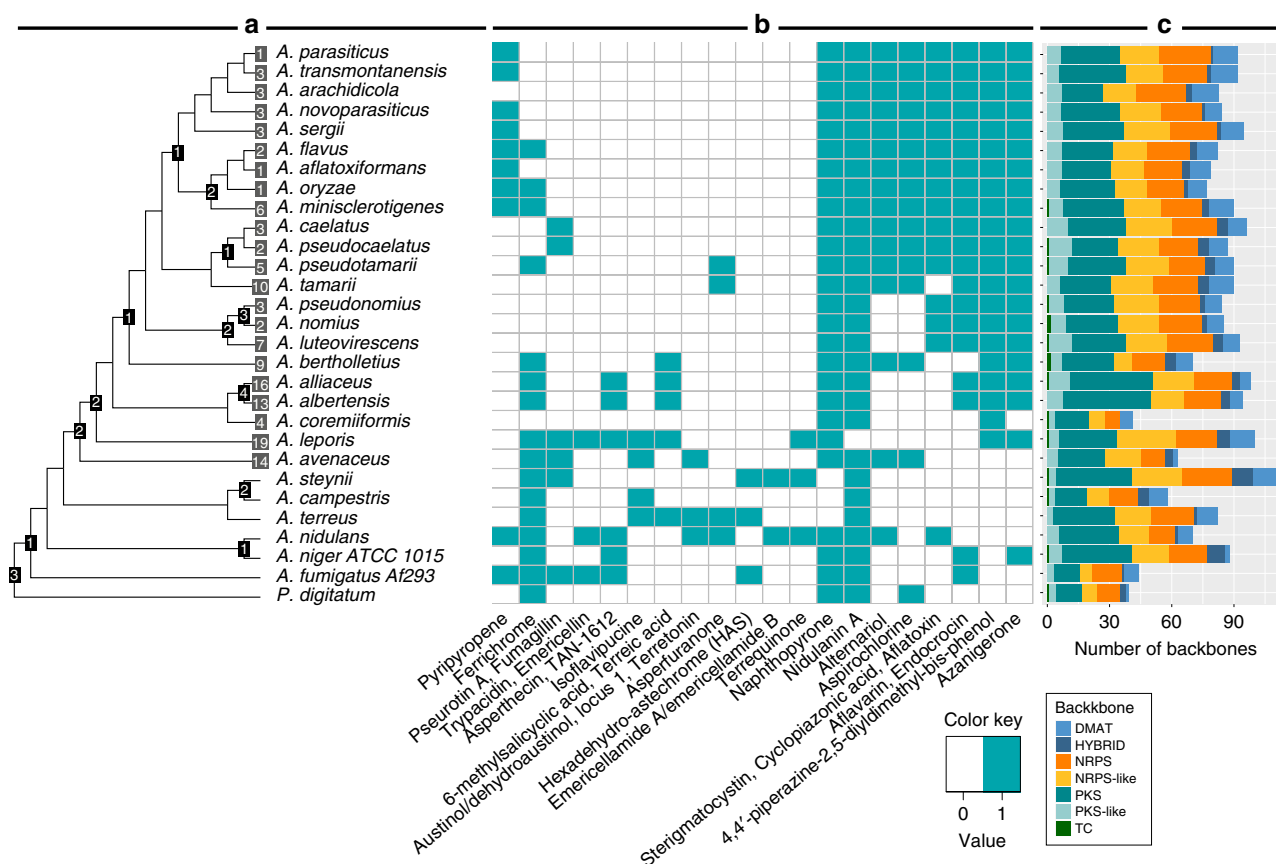 a
b
c
1 A. parasiticus
3 A. transmontanensis
3 A. arachidicola
3 A. novoparasiticus
3 A. sergii
2 A. flavus
1 A. aflatoxiformans
1 A. oryzae
6 A. minisclerotigenes
3 A. caelatus
2 A. pseudocaelatus
5 A. pseudotamarii
10 A. tamarii
3 A. pseudonomius
2 A. nomius
7 A. luteovirescens
9 A. bertholletius
16 A. alliaceus
13 A. albertensis
4 A. coremiiformis
19 A. leporis
14 A. avenaceus
A. steynii
A. campestris
A. terreus
A. nidulans
A. niger ATCC 1015
A. fumigatus Af293
P. digitatum
1
2
1
3
2
1
4
2
2
2
1
1
3
Pyripyropene
Ferrichrome
Pseurotin A, Fumagillin
Trypacidin, Emericellin
Asperthecin, TAN-1612
Isoflavipucine
6-methylsalicyclic acid, Terreic acid
Austinol/dehydroaustinol, locus 1, Terretonin
Asperfuranone
Hexadehydro-astechrome (HAS)
Emericellamide A/emericellamide B
Terrequinone
Naphthopyrone
Nidulanin A
Alternariol
Aspirochlorine
Sterigmatocystin, Cyclopiazonic acid, Aflatoxin
Aflavarin, Endocrocin
4,4′-piperazine-2,5-diyldimethyl-bis-phenol
Azanigerone
Color key
0 1
Value
0 30 60 90
Number of backbones
Backkbone
DMAT
HYBRID
NRPS
NRPS-like
PKS
PKS-like
TC